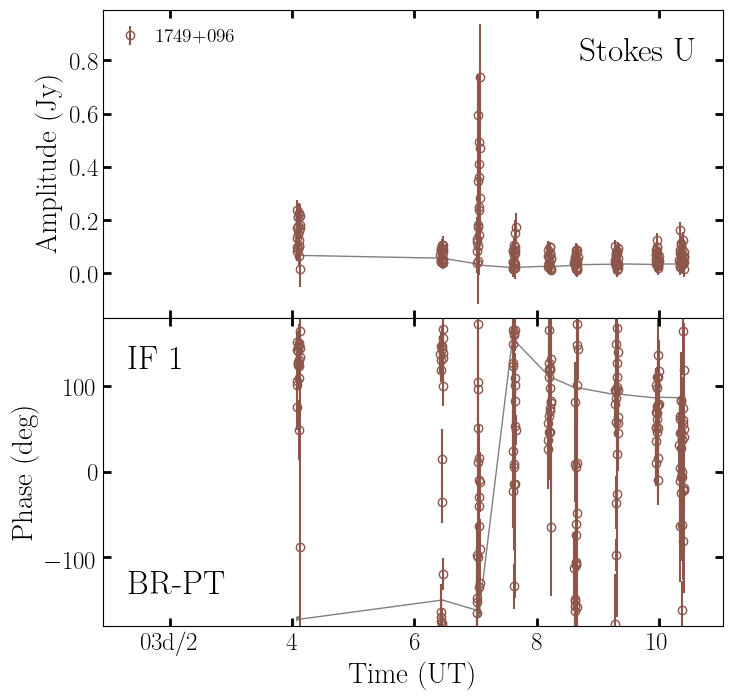 1749+096
Stokes U
0.8
0.6
0.4
0.2
0.0
Amplitude (Jy)
IF 1
100
0
−100
Phase (deg)
BR-PT
03d/2
4
6
8
10
Time (UT)